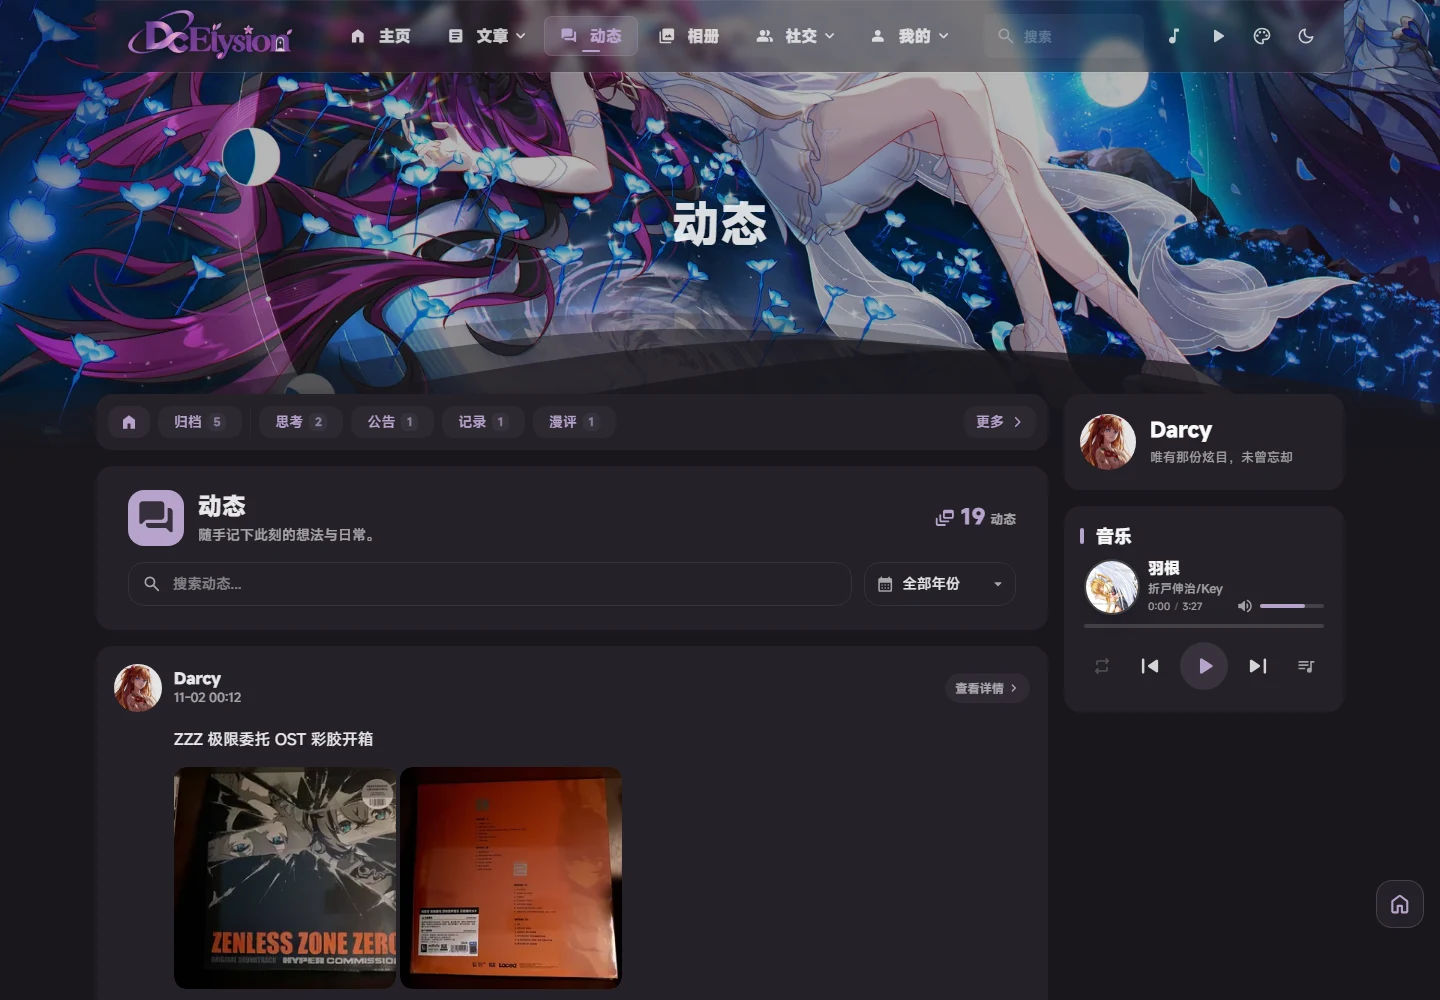 DcElysion
主页
文章
动态
相册
社交
我的
搜索
动态
归档 5
思考 2
公告 1
记录 1
漫评 1
更多
动态
随手记下此刻的想法与日常。
19 动态
搜索动态...
全部年份
Darcy
11-02 00:12
查看详情
ZZZ 极限委托 OST 彩胶开箱
ZENLESS ZONE ZERO
ORIGINAL SOUNDTRACK HYPER COMMISSIO
Laced
Darcy
唯有那份炫目，未曾忘却
音乐
羽根
折戸伸治/Key
0:00 / 3:27